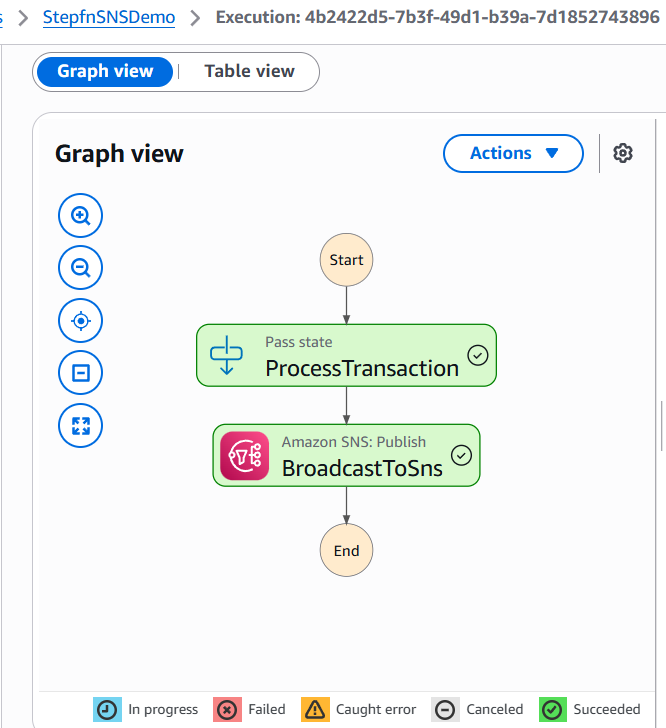 StepfnSNSDemo > Execution: 4b2422d5-7b3f-49d1-b39a-7d1852743896
Graph view | Table view
Graph view
Actions
Start
Pass state
ProcessTransaction
Amazon SNS: Publish
BroadcastToSns
End
In progress Failed Caught error Canceled Succeeded